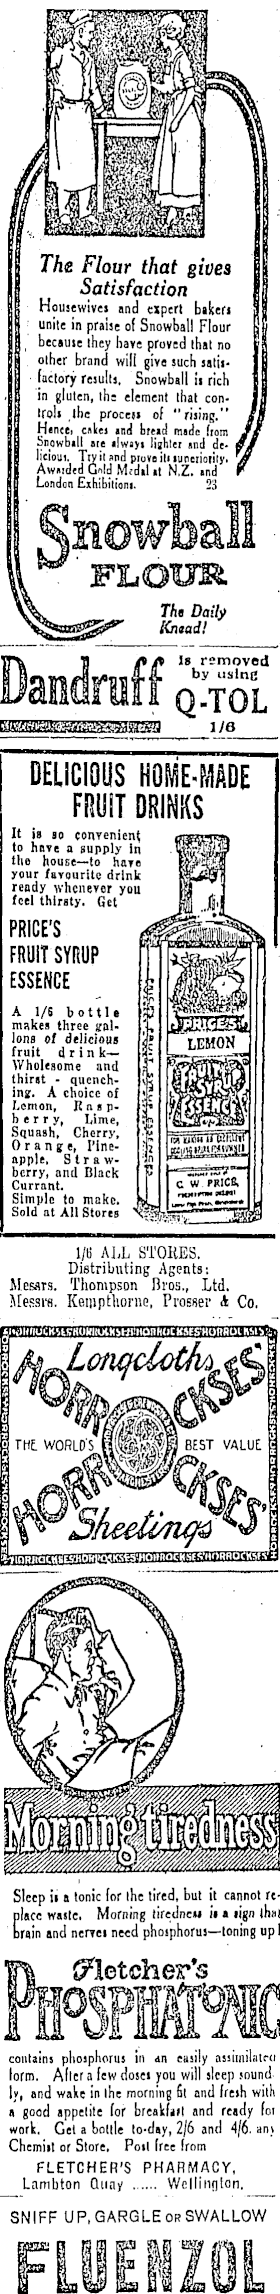 The Flour that gives
Satisfaction
Housewives and expert bakers
unite in praise of Snowball Flour
because they have proved that no
other brand will give such satis-
factory results. Snowball is rich
in gluten, the element that con-
trols the process of "rising."
Hence, cakes and bread made from
Snowball are always lighter and de-
licious. Try it and prove its superiority.
Awarded Gold Medal at N.Z. and
London Exhibitions. 23
Snowball
FLOUR
The Daily
Knead!
Dandruff
is removed
by using
Q-TOL
1/6
DELICIOUS HOME-MADE
FRUIT DRINKS
It is so convenient
to have a supply in
the house—to have
your favourite drink
ready whenever you
feel thirsty. Get
PRICE'S
FRUIT SYRUP
ESSENCE
A 1/6 bottle
makes three gal-
lons of delicious
fruit drink—
Wholesome and
thirst-quench-
ing. A choice of
Lemon, Rasp-
berry, Lime,
Squash, Cherry,
Orange, Pine-
apple, Straw-
berry, and Black
Currant.
Simple to make.
Sold at All Stores
PRICE'S
LEMON
FRUIT
SYRUP
ESSENCE
C. W. PRICE,
1/6 ALL STORES.
Distributing Agents:
Messrs. Thompson Bros., Ltd.
Messrs. Kempthorne, Prosser & Co.
Longcloths
HORROCKSES'
THE WORLD'S BEST VALUE
HORROCKSES'
Sheetings
Morning tiredness
Sleep is a tonic for the tired, but it cannot re-
place waste. Morning tiredness is a sign that
brain and nerves need phosphorus—toning up!
Fletcher's
PHOSPHATONIC
contains phosphorus in an easily assimilated
form. After a few doses you will sleep sound
ly, and wake in the morning fit and fresh with
a good appetite for breakfast and ready for
work. Get a bottle to-day, 2/6 and 4/6. any
Chemist or Store. Post free from
FLETCHER'S PHARMACY,
Lambton Quay ...... Wellington.
SNIFF UP, GARGLE OR SWALLOW
FLUENZOL